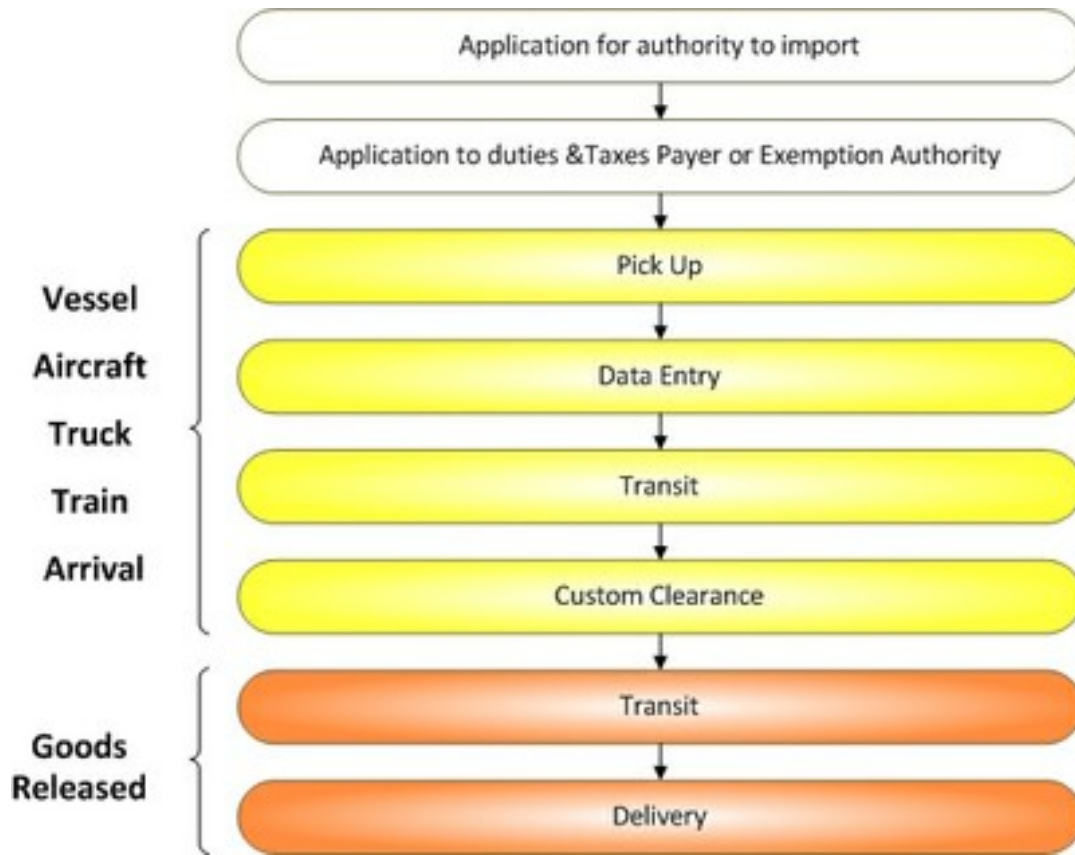 Application for authority to import
Application to duties &Taxes Payer or Exemption Authority
Vessel
Aircraft
Truck
Train
Arrival
Pick Up
Data Entry
Transit
Custom Clearance
Goods
Released
Transit
Delivery